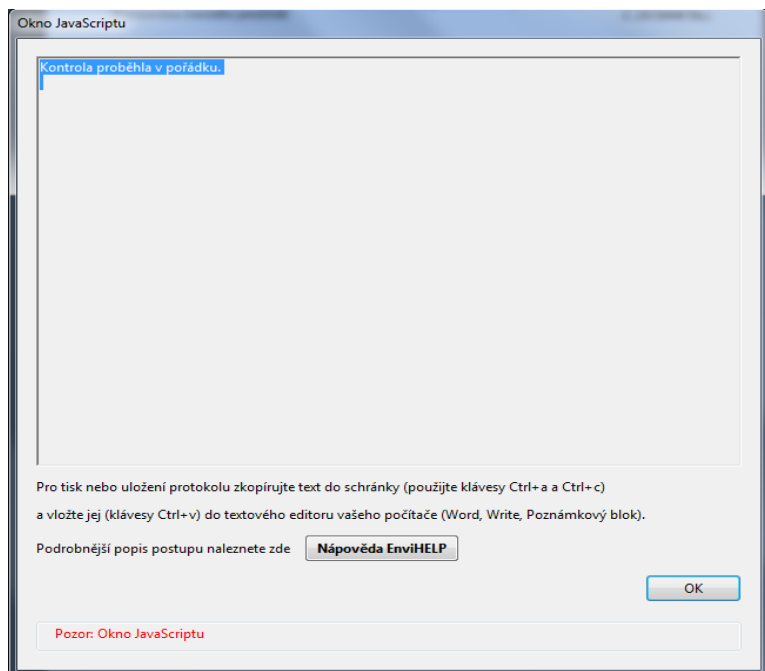 Okno JavaScriptu
Kontrola proběhla v pořádku.
Pro tisk nebo uložení protokolu zkopírujte text do schránky (použijte klávesy Ctrl+a a Ctrl+c)
a vložte jej (klávesy Ctrl+v) do textového editoru vašeho počítače (Word, Write, Poznámkový blok).
Podrobnější popis postupu naleznete zde Nápověda EnviHELP
OK
Pozor: Okno JavaScriptu